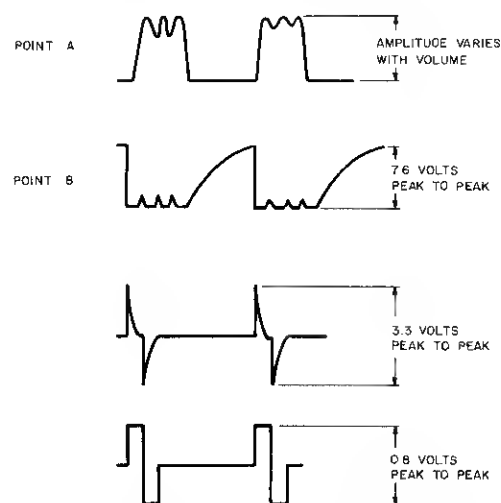 POINT A
AMPLITUDE VARIES
WITH VOLUME
POINT B
7.6 VOLTS
PEAK TO PEAK
3.3 VOLTS
PEAK TO PEAK
0.8 VOLTS
PEAK TO PEAK